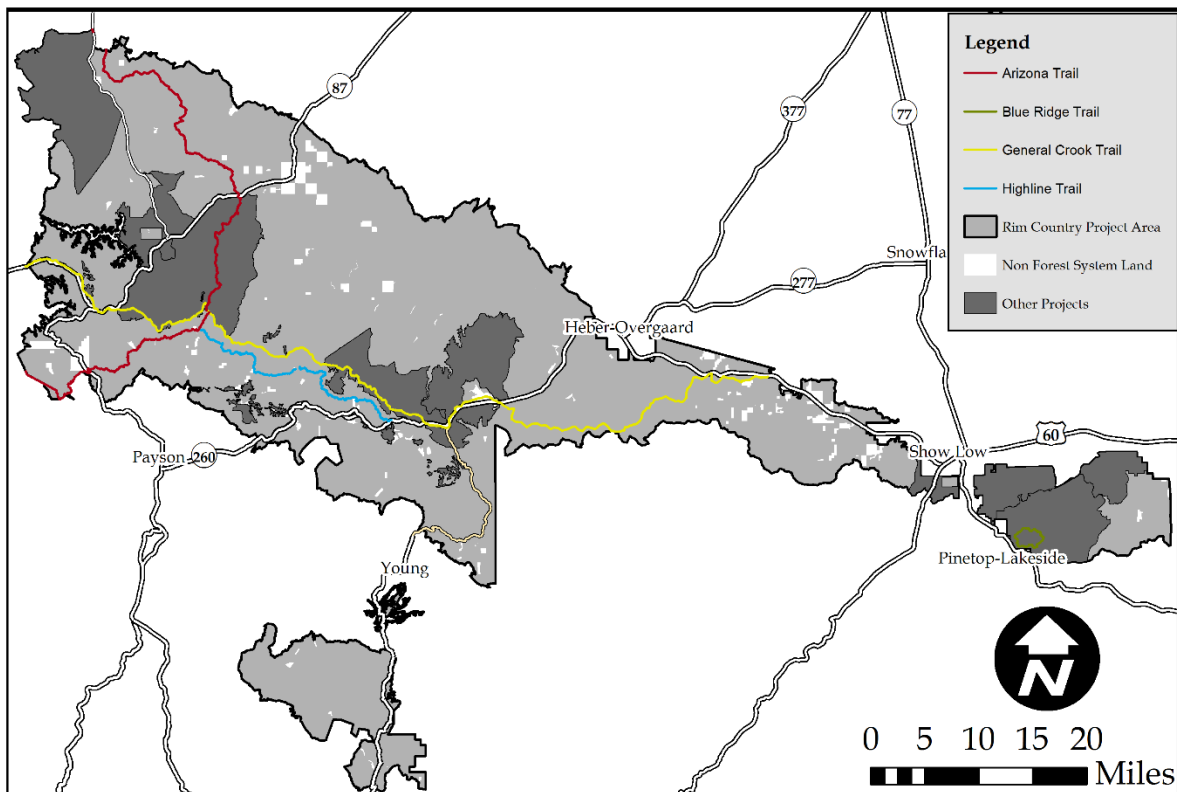 Legend
Arizona Trail
Blue Ridge Trail
General Crook Trail
Highline Trail
Rim Country Project Area
Non Forest System Land
Other Projects
87
377
77
Snowfla
277
Heber-Overgaard
60
Show Low
Payson
260
Pinetop-Lakeside
Young
N
0 5 10 15 20
Miles